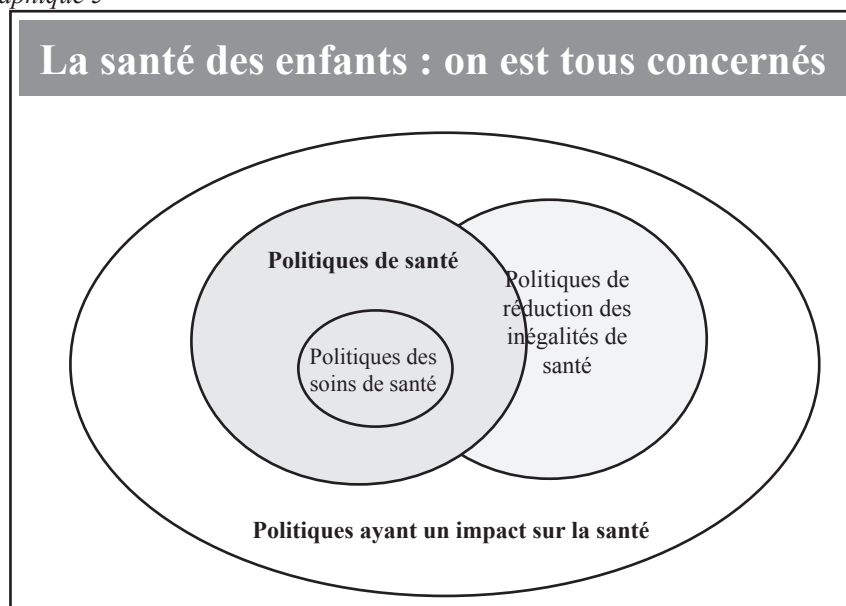 La santé des enfants : on est tous concernés
Politiques de santé
Politiques de
réduction des
inégalités de
santé
Politiques des
soins de santé
Politiques ayant un impact sur la santé